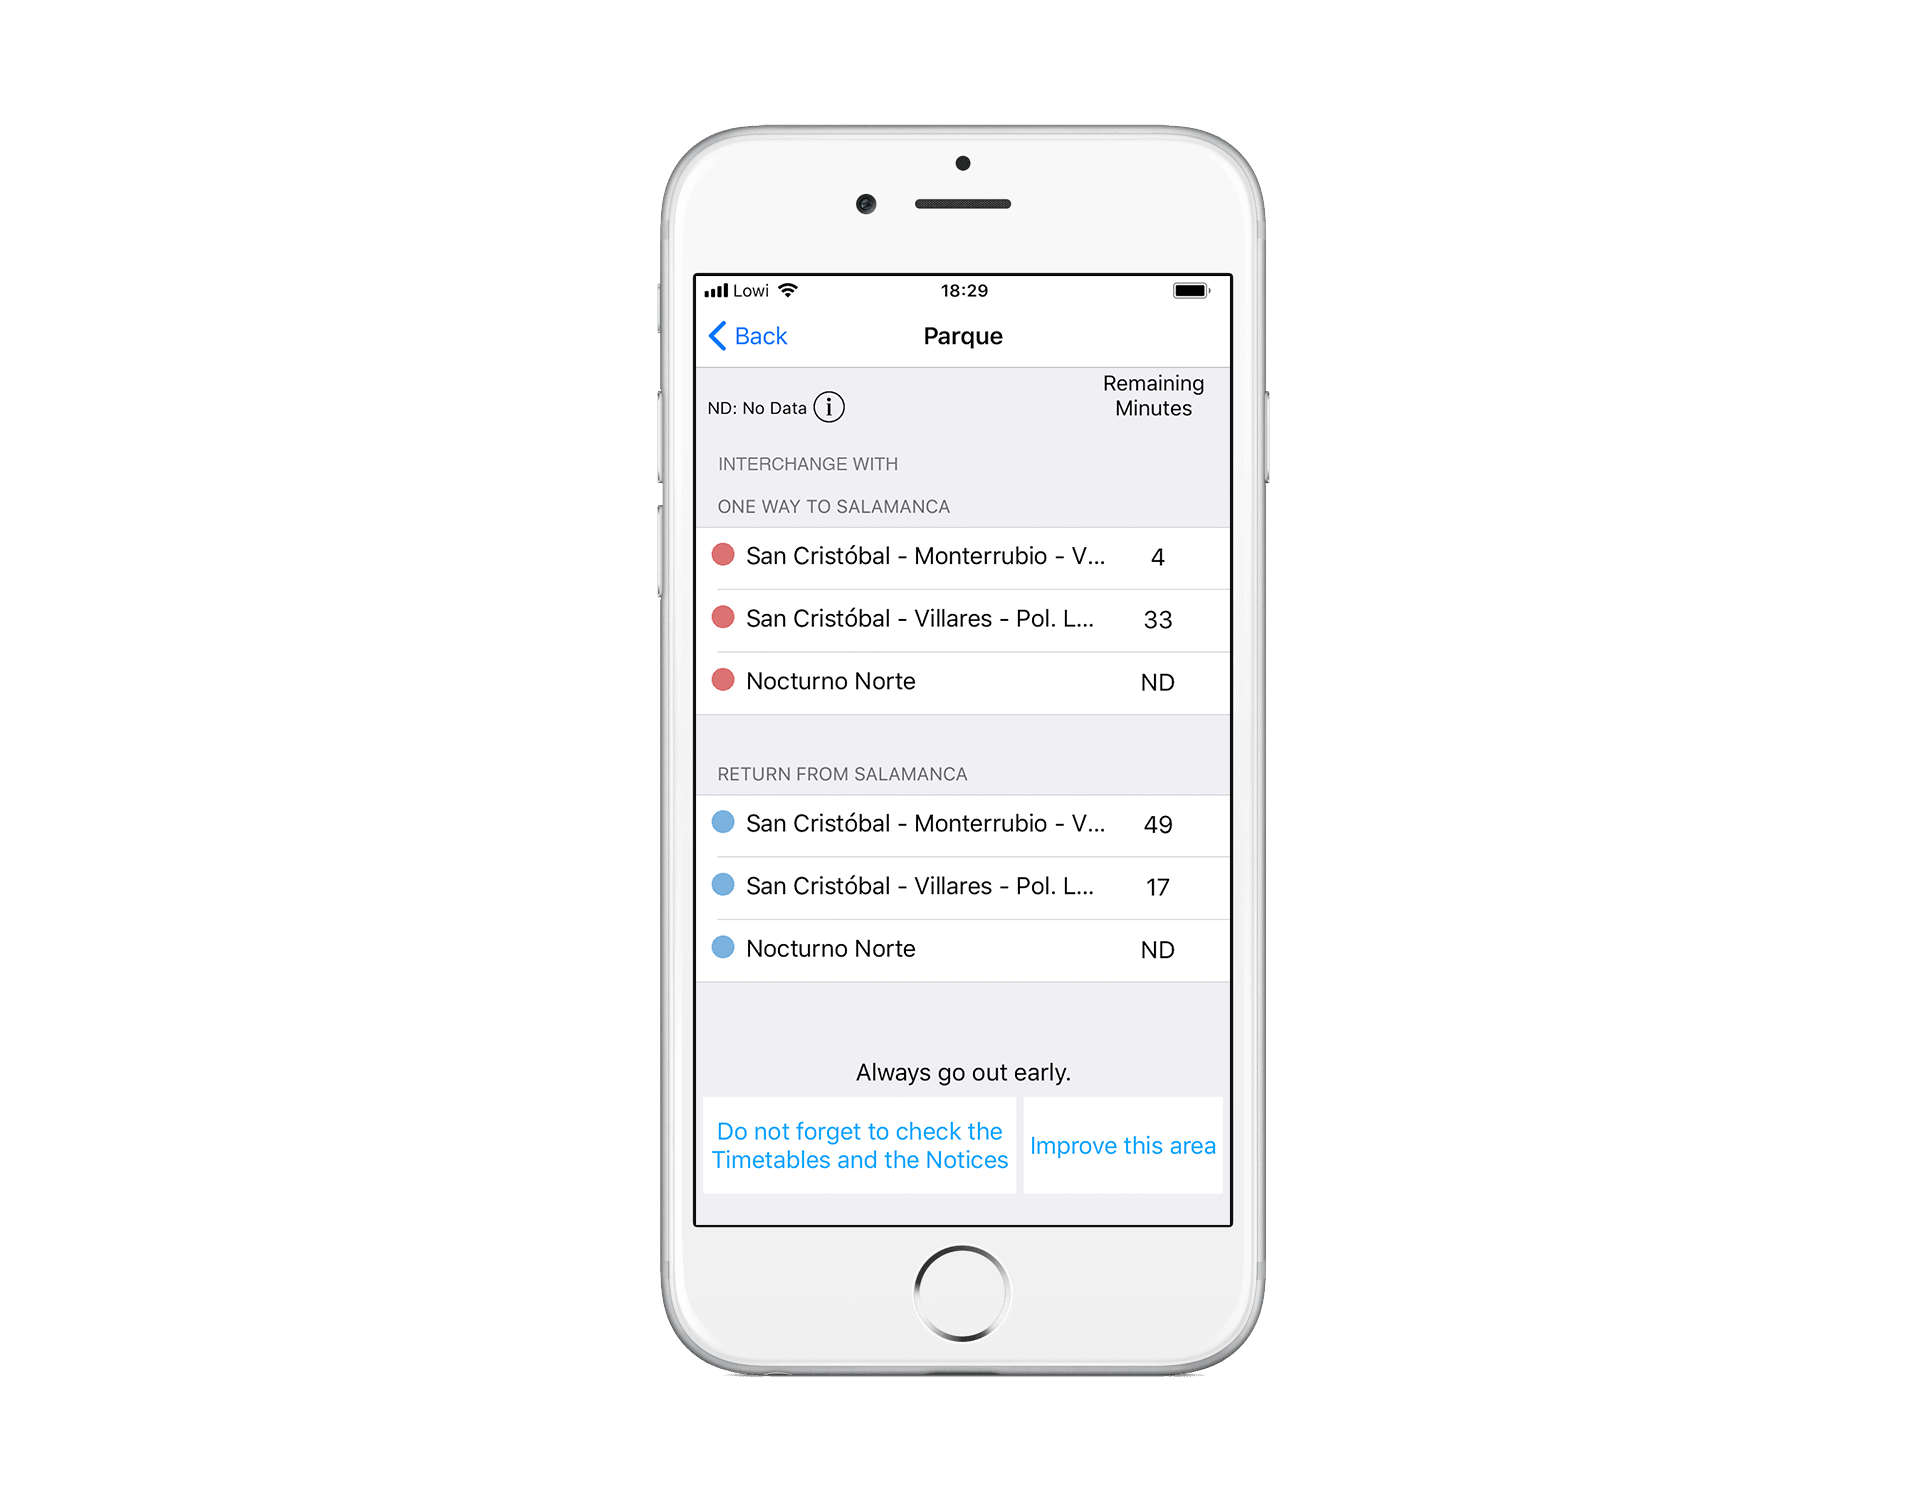 Lowi 18:29
Back Parque
Remaining
Minutes
ND: No Data i
INTERCHANGE WITH
ONE WAY TO SALAMANCA
San Cristóbal - Monterrubio - V... 4
San Cristóbal - Villares - Pol. L... 33
Nocturno Norte ND
RETURN FROM SALAMANCA
San Cristóbal - Monterrubio - V... 49
San Cristóbal - Villares - Pol. L... 17
Nocturno Norte ND
Always go out early.
Do not forget to check the
Timetables and the Notices
Improve this area